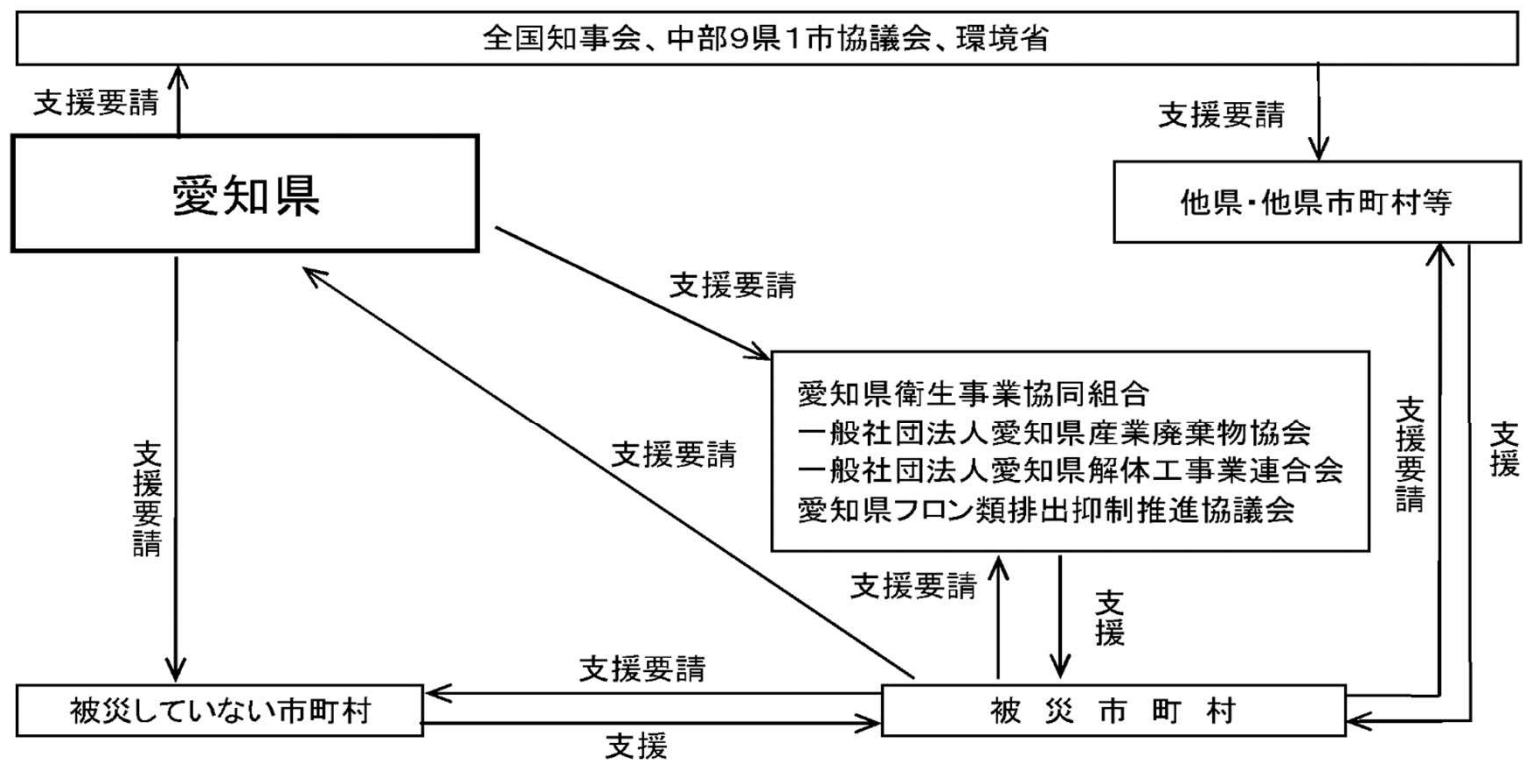 全国知事会、中部９県１市協議会、環境省
支援要請
支援要請
愛知県
他県・他県市町村等
支援要請
愛知県衛生事業協同組合
一般社団法人愛知県産業廃棄物協会
一般社団法人愛知県解体工事業連合会
愛知県フロン類排出抑制推進協議会
支援要請
支援要請
支援要請
支援
支援要請
支援
支援要請
被災していない市町村
被災市町村
支援